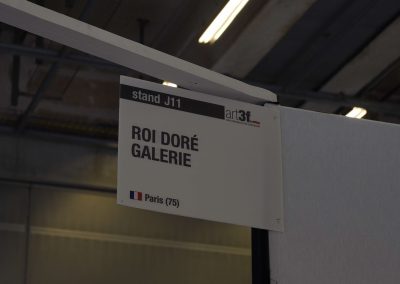 stand J11
art3f
ROI DORÉ
GALERIE
Paris (75)